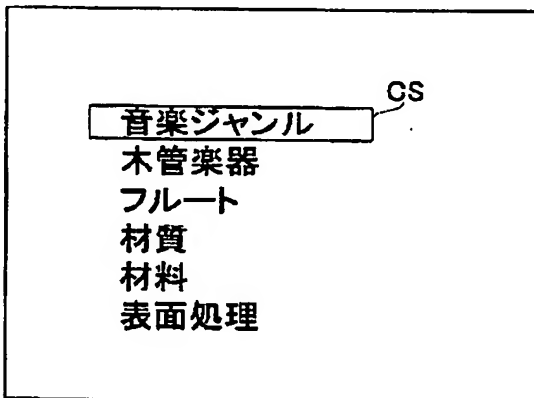 CS
音楽ジャンル
木管楽器
フルート
材質
材料
表面処理